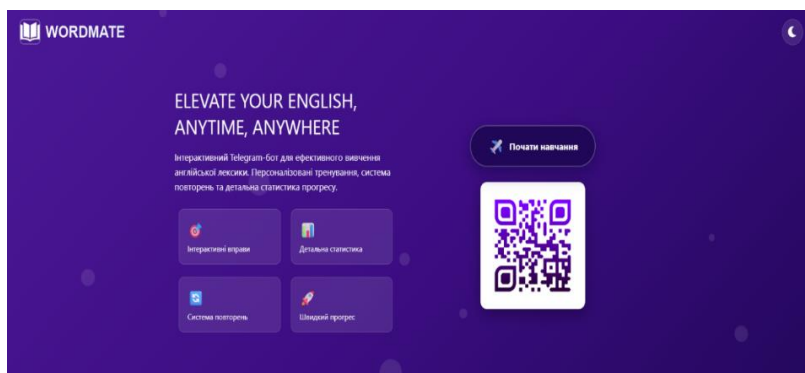 WORDMATE
ELEVATE YOUR ENGLISH,
ANYTIME, ANYWHERE
Інтерактивний Telegram-бот для ефективного вивчення
англійської лексики. Персоналізовані тренування, система
повторень та детальна статистика прогресу.
Інтерактивні вправи
Детальна статистика
Система повторень
Швидкий прогрес
Почати навчання